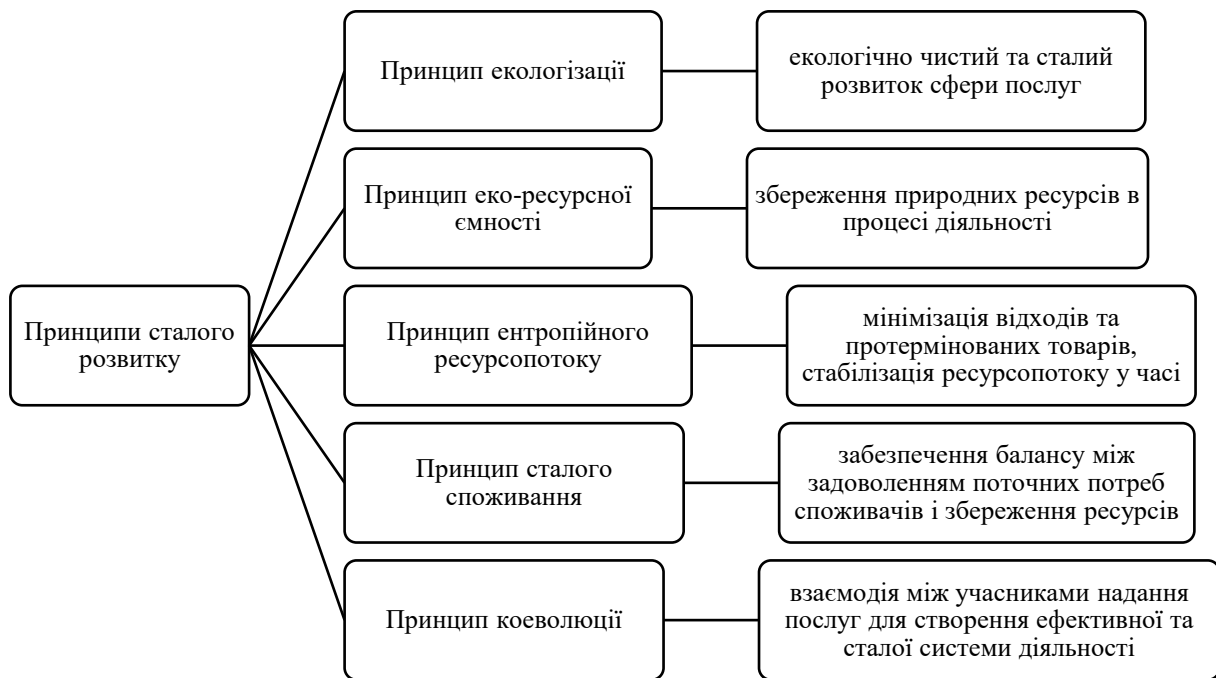 Принципи сталого
розвитку
Принцип екологізації
екологічно чистий та сталий
розвиток сфери послуг
Принцип еко-ресурсної
ємності
збереження природних ресурсів в
процесі діяльності
Принцип ентропійного
ресурсопотоку
мінімізація відходів та
протермінованих товарів,
стабілізація ресурсопотоку у часі
Принцип сталого
споживання
забезпечення балансу між
задоволенням поточних потреб
споживачів і збереження ресурсів
Принцип коеволюції
взаємодія між учасниками надання
послуг для створення ефективної та
сталої системи діяльності